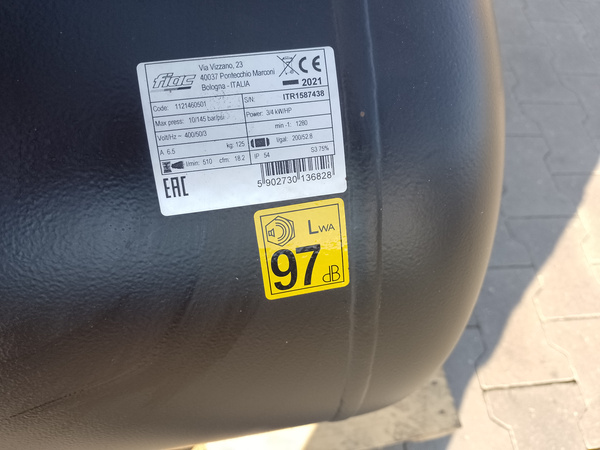 fiac
Via Vizzano, 23
40037 Pontecchio Marconi
Bologna - ITALIA
CE
2021
Code: 1121460501
S/N: ITR1587438
Max press: 10/145 bar/psi
Power: 3/4 kW/HP
Volt/Hz ~ 400/50/3
min -1: 1280
A 6.5
kg: 125
l/gal: 200/52.8
l/min: 510 cfm 18.2
IP 54
S3 75%
EAC
5 902730 136828
LWA
97 dB